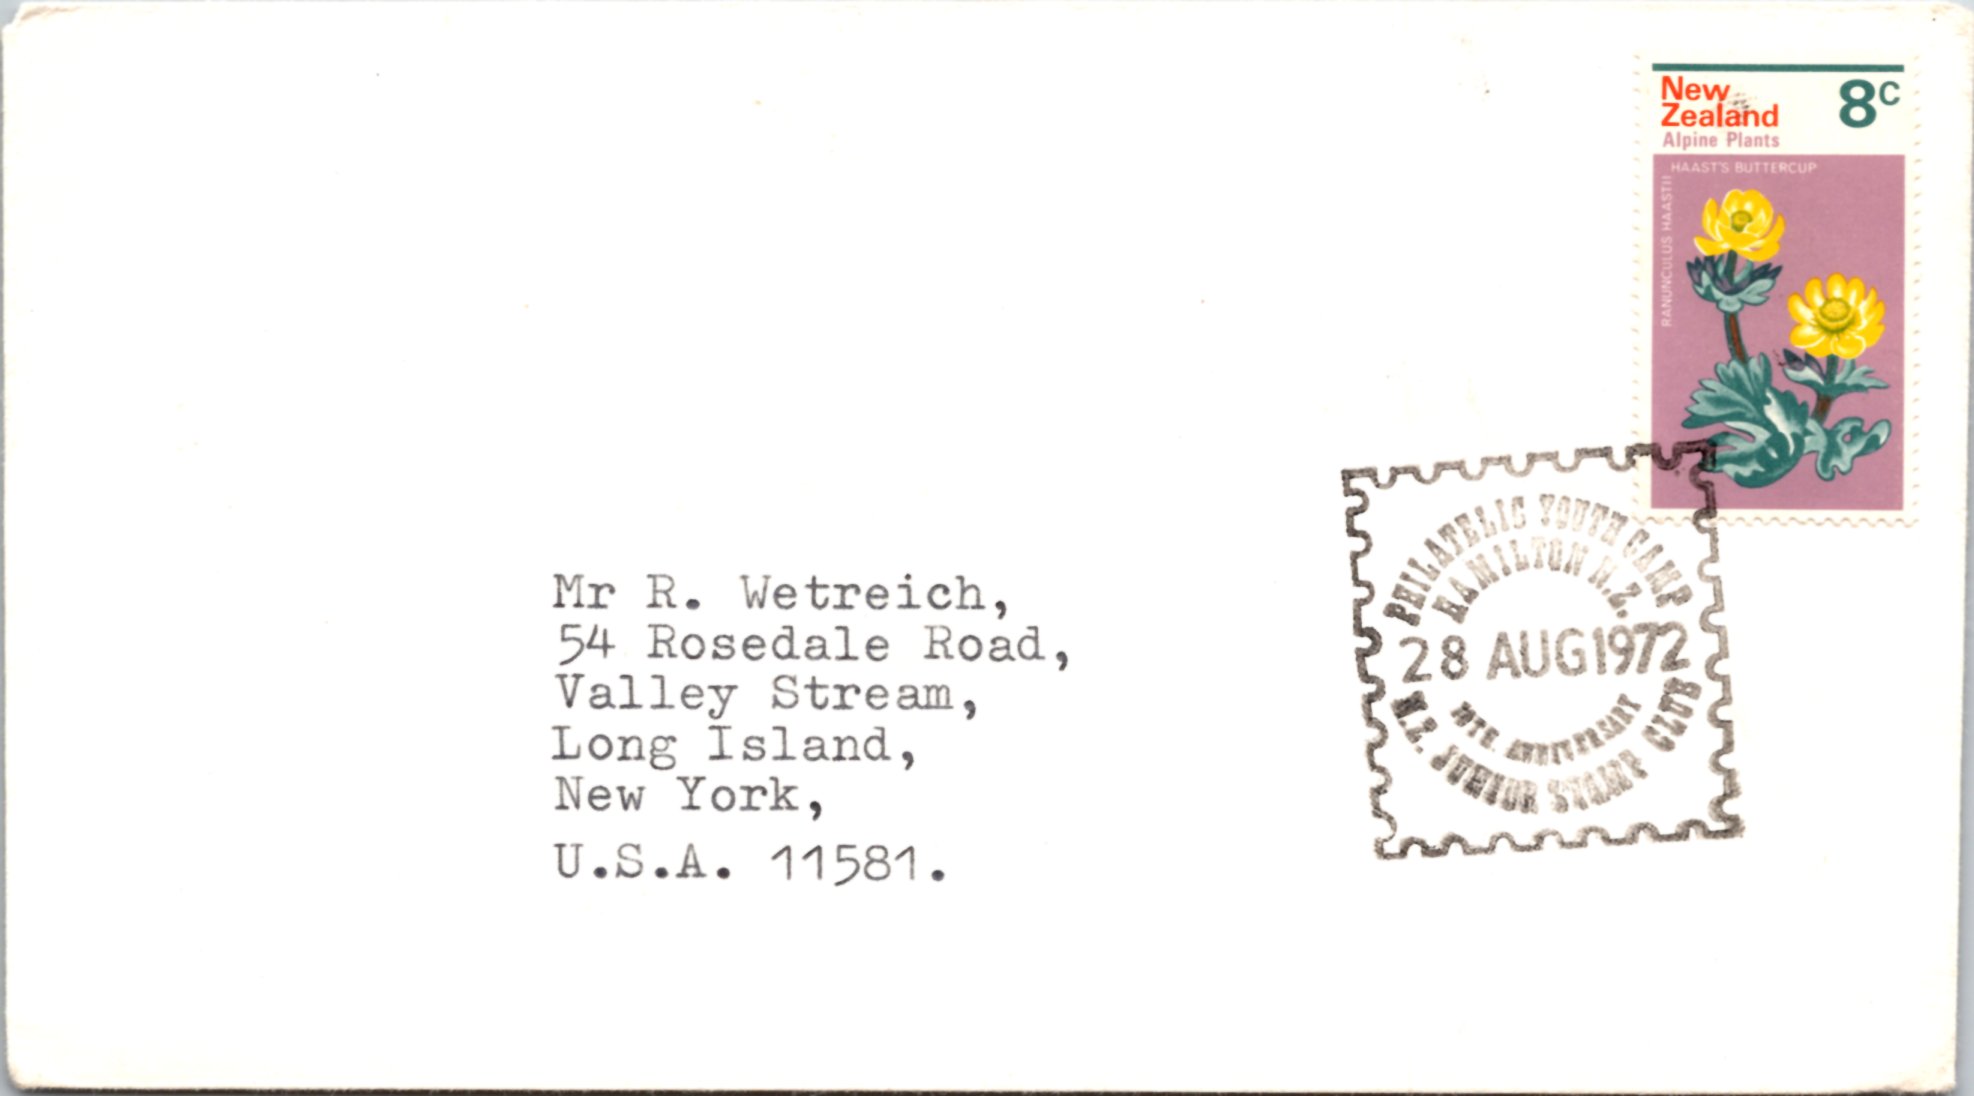 New
Zealand
8c
Alpine Plants
HAAST'S BUTTERCUP
RANUNCULUS HAASTII
PHILATELIC YOUTH CAMP
HAMILTON N.Z.
28 AUG 1972
10TH. ANNIVERSARY
N.Z. JUNIOR STAMP CLUB
Mr R. Wetreich,
54 Rosedale Road,
Valley Stream,
Long Island,
New York,
U.S.A. 11581.